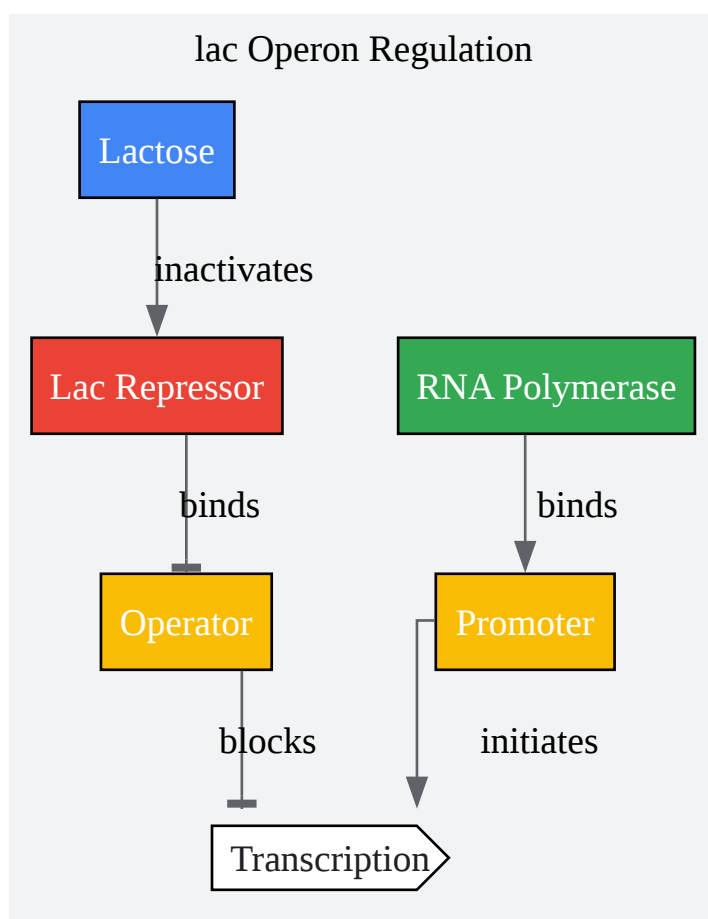 lac Operon Regulation
Lactose
inactivates
Lac Repressor
RNA Polymerase
binds
binds
Operator
Promoter
blocks
initiates
Transcription